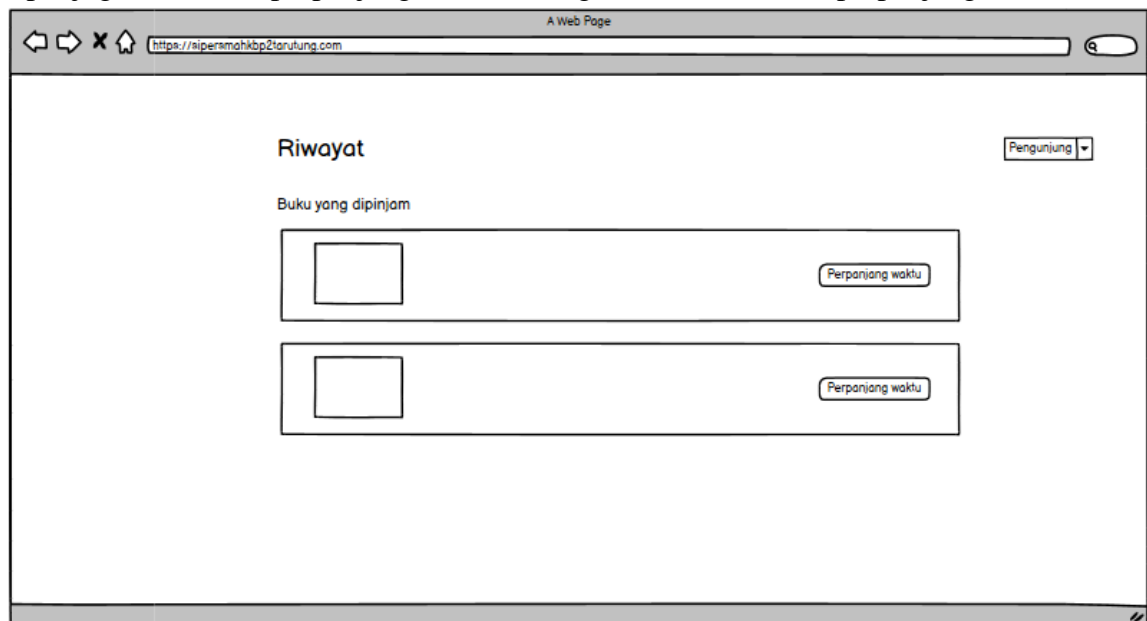 A Web Page
https://sipersmahkbp2tarutung.com
Riwayat
Pengunjung
Buku yang dipinjam
Perpanjang waktu
Perpanjang waktu